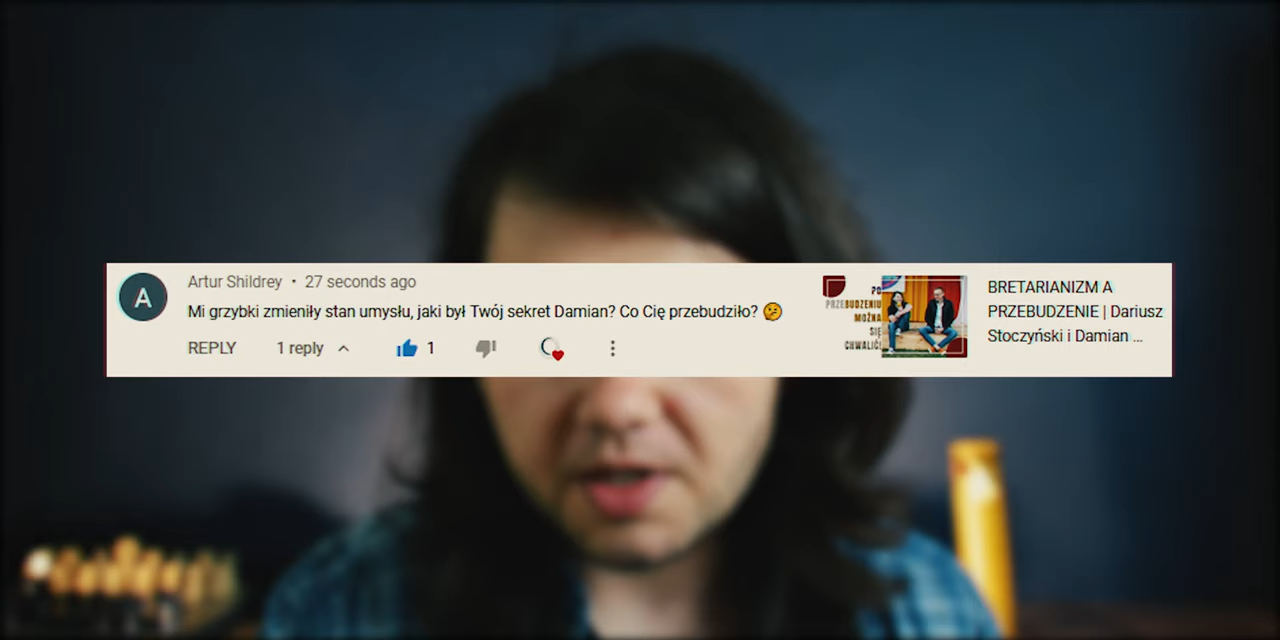 Artur Shildrey • 27 seconds ago
Mi grzybki zmieniły stan umysłu, jaki był Twój sekret Damian? Co Cię przebudziło? 🤔
REPLY 1 reply 1
PO
PRZEBUDZENIU
MOŻNA
SIĘ
CHWALIĆ!
BRETARIANIZM A
PRZEBUDZENIE | Dariusz
Stoczyński i Damian ...
A